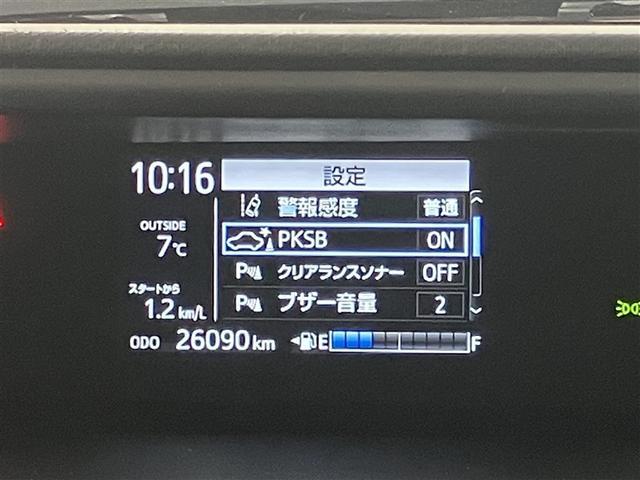 10:16
設定
警報感度 普通
OUTSIDE
7℃
PKSB ON
P クリアランスソナー OFF
スタートから
1.2 km/L
P ブザー音量 2
ODO 26090 km
E F